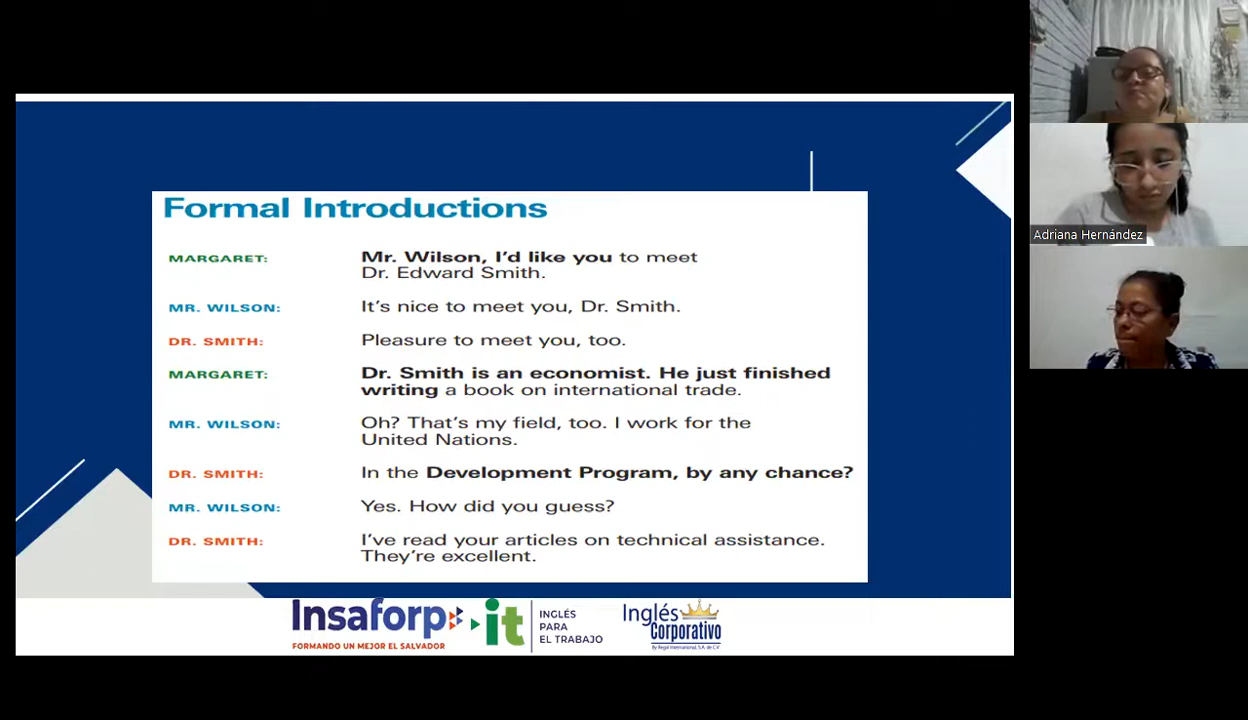 Formal Introductions
MARGARET: Mr. Wilson, I'd like you to meet
Dr. Edward Smith.
MR. WILSON: It's nice to meet you, Dr. Smith.
DR. SMITH: Pleasure to meet you, too.
MARGARET: Dr. Smith is an economist. He just finished
writing a book on international trade.
MR. WILSON: Oh? That's my field, too. I work for the
United Nations.
DR. SMITH: In the Development Program, by any chance?
MR. WILSON: Yes. How did you guess?
DR. SMITH: I've read your articles on technical assistance.
They're excellent.
Insaforp
FORMANDO UN MEJOR EL SALVADOR
it
INGLÉS
PARA
EL TRABAJO
Inglés
Corporativo
By Regal International, S.A. de C.V.
Adriana Hernández